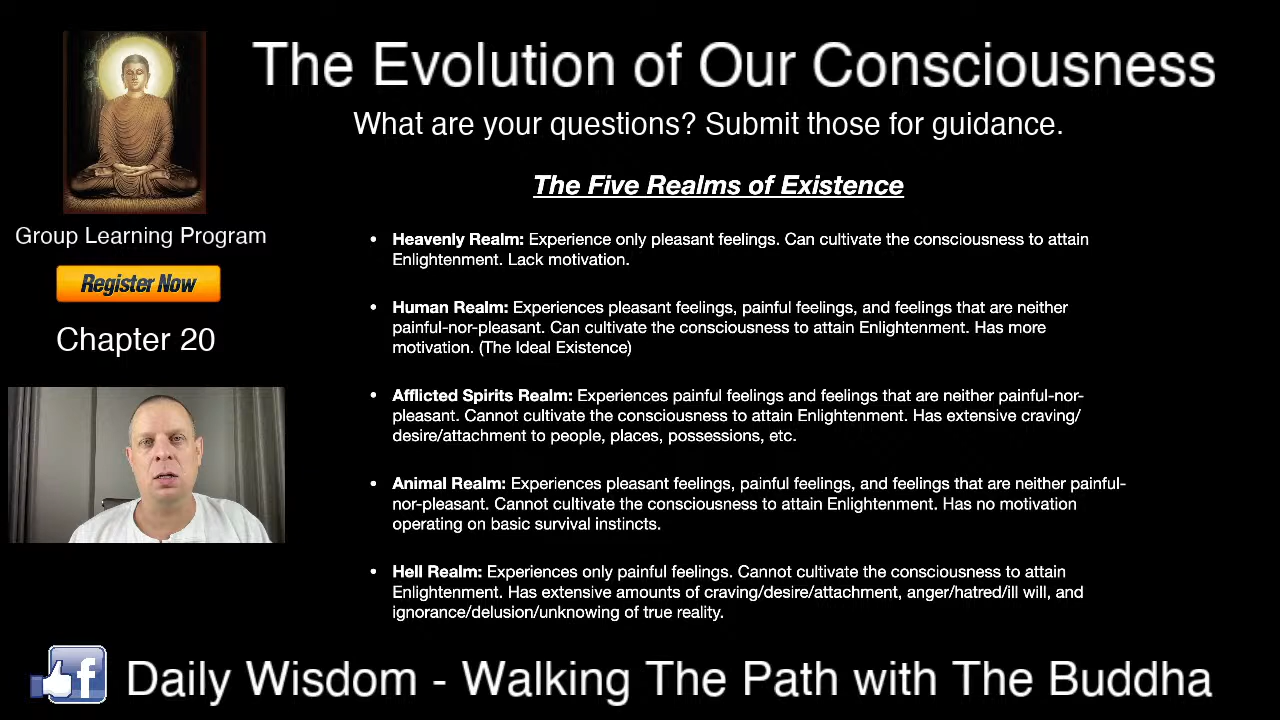 The Evolution of Our Consciousness
What are your questions? Submit those for guidance.
The Five Realms of Existence
Group Learning Program
Register Now
Chapter 20
• Heavenly Realm: Experience only pleasant feelings. Can cultivate the consciousness to attain
Enlightenment. Lack motivation.
• Human Realm: Experiences pleasant feelings, painful feelings, and feelings that are neither
painful-nor-pleasant. Can cultivate the consciousness to attain Enlightenment. Has more
motivation. (The Ideal Existence)
• Afflicted Spirits Realm: Experiences painful feelings and feelings that are neither painful-nor-
pleasant. Cannot cultivate the consciousness to attain Enlightenment. Has extensive craving/
desire/attachment to people, places, possessions, etc.
• Animal Realm: Experiences pleasant feelings, painful feelings, and feelings that are neither painful-
nor-pleasant. Cannot cultivate the consciousness to attain Enlightenment. Has no motivation
operating on basic survival instincts.
• Hell Realm: Experiences only painful feelings. Cannot cultivate the consciousness to attain
Enlightenment. Has extensive amounts of craving/desire/attachment, anger/hatred/ill will, and
ignorance/delusion/unknowing of true reality.
f
Daily Wisdom - Walking The Path with The Buddha